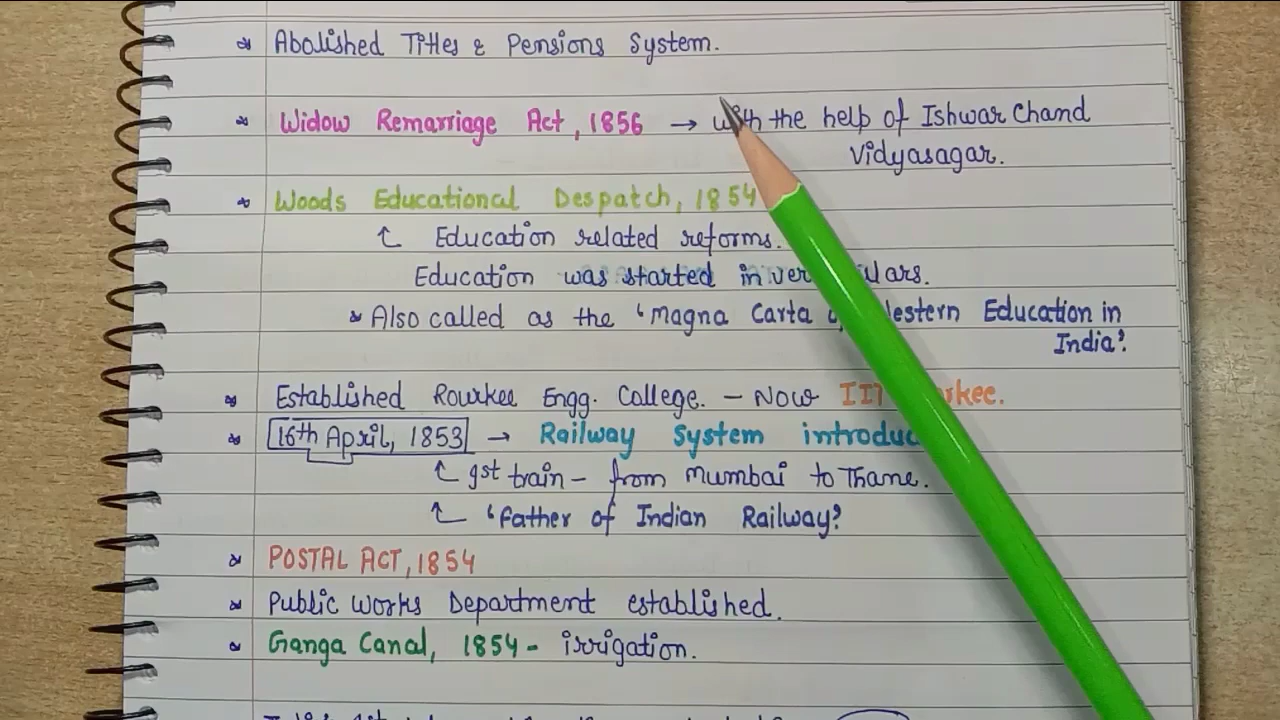 Abolished Titles & Pensions System.
Widow Remarriage Act, 1856 → with the help of Ishwar Chand
Vidyasagar.
Woods Educational Despatch, 1854
Education related reforms.
Education was started in
Also called as the 'Magna Carta Education in
India'.
Established Rourkee Engg. College. - Now
16th April, 1853 → Railway System
1st train - from Mumbai to Thane.
'Father of Indian Railway'
POSTAL ACT, 1854
Public Works Department established.
Ganga Canal, 1854 - irrigation.